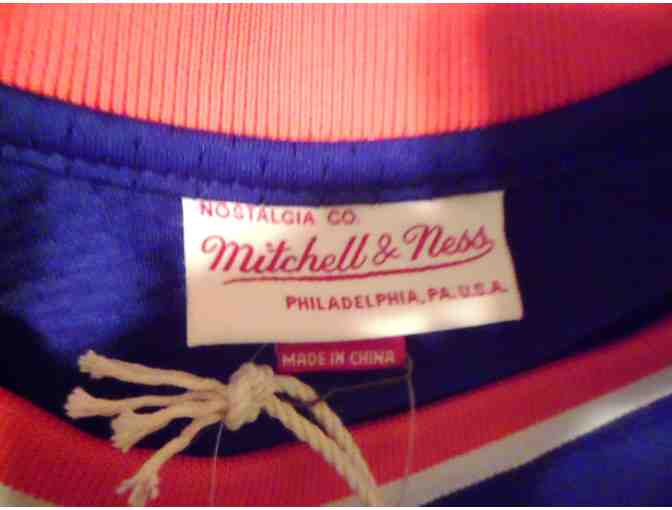 NOSTALGIA CO.
Mitchell & Ness
PHILADELPHIA, PA. U.S.A.
MADE IN CHINA